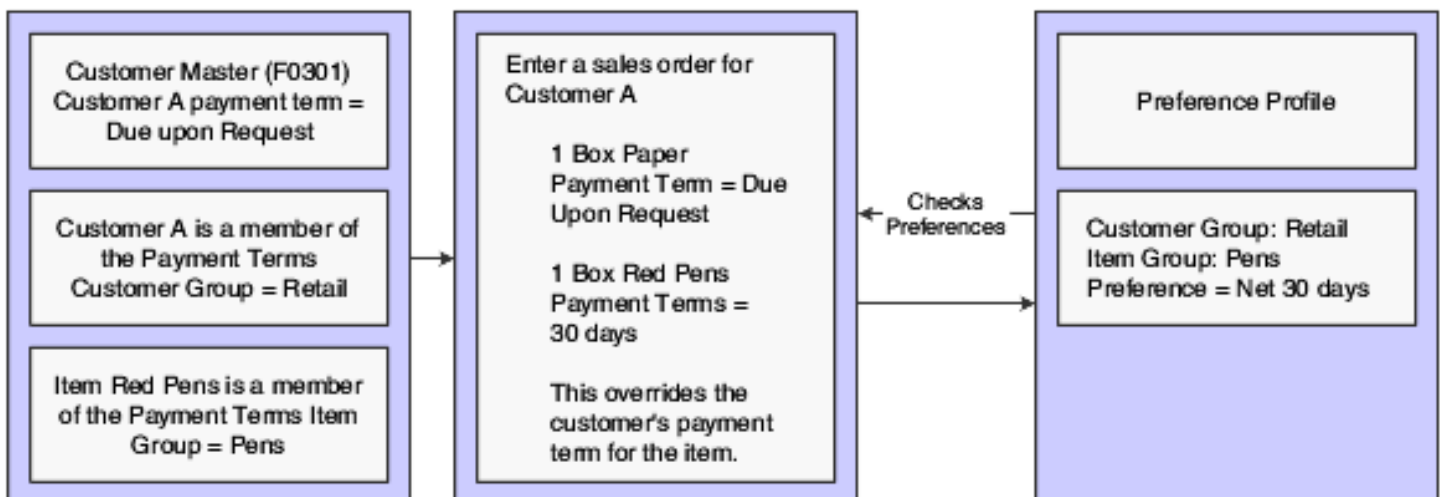 Customer Master (F0301)
Customer A payment term =
Due upon Request
Customer A is a member of
the Payment Terms
Customer Group = Retail
Item Red Pens is a member
of the Payment Terms Item
Group = Pens
Enter a sales order for
Customer A
1 Box Paper
Payment Term = Due
Upon Request
1 Box Red Pens
Payment Terms =
30 days
This overrides the
customer's payment
term for the item.
Checks
Preferences
Preference Profile
Customer Group: Retail
Item Group: Pens
Preference = Net 30 days